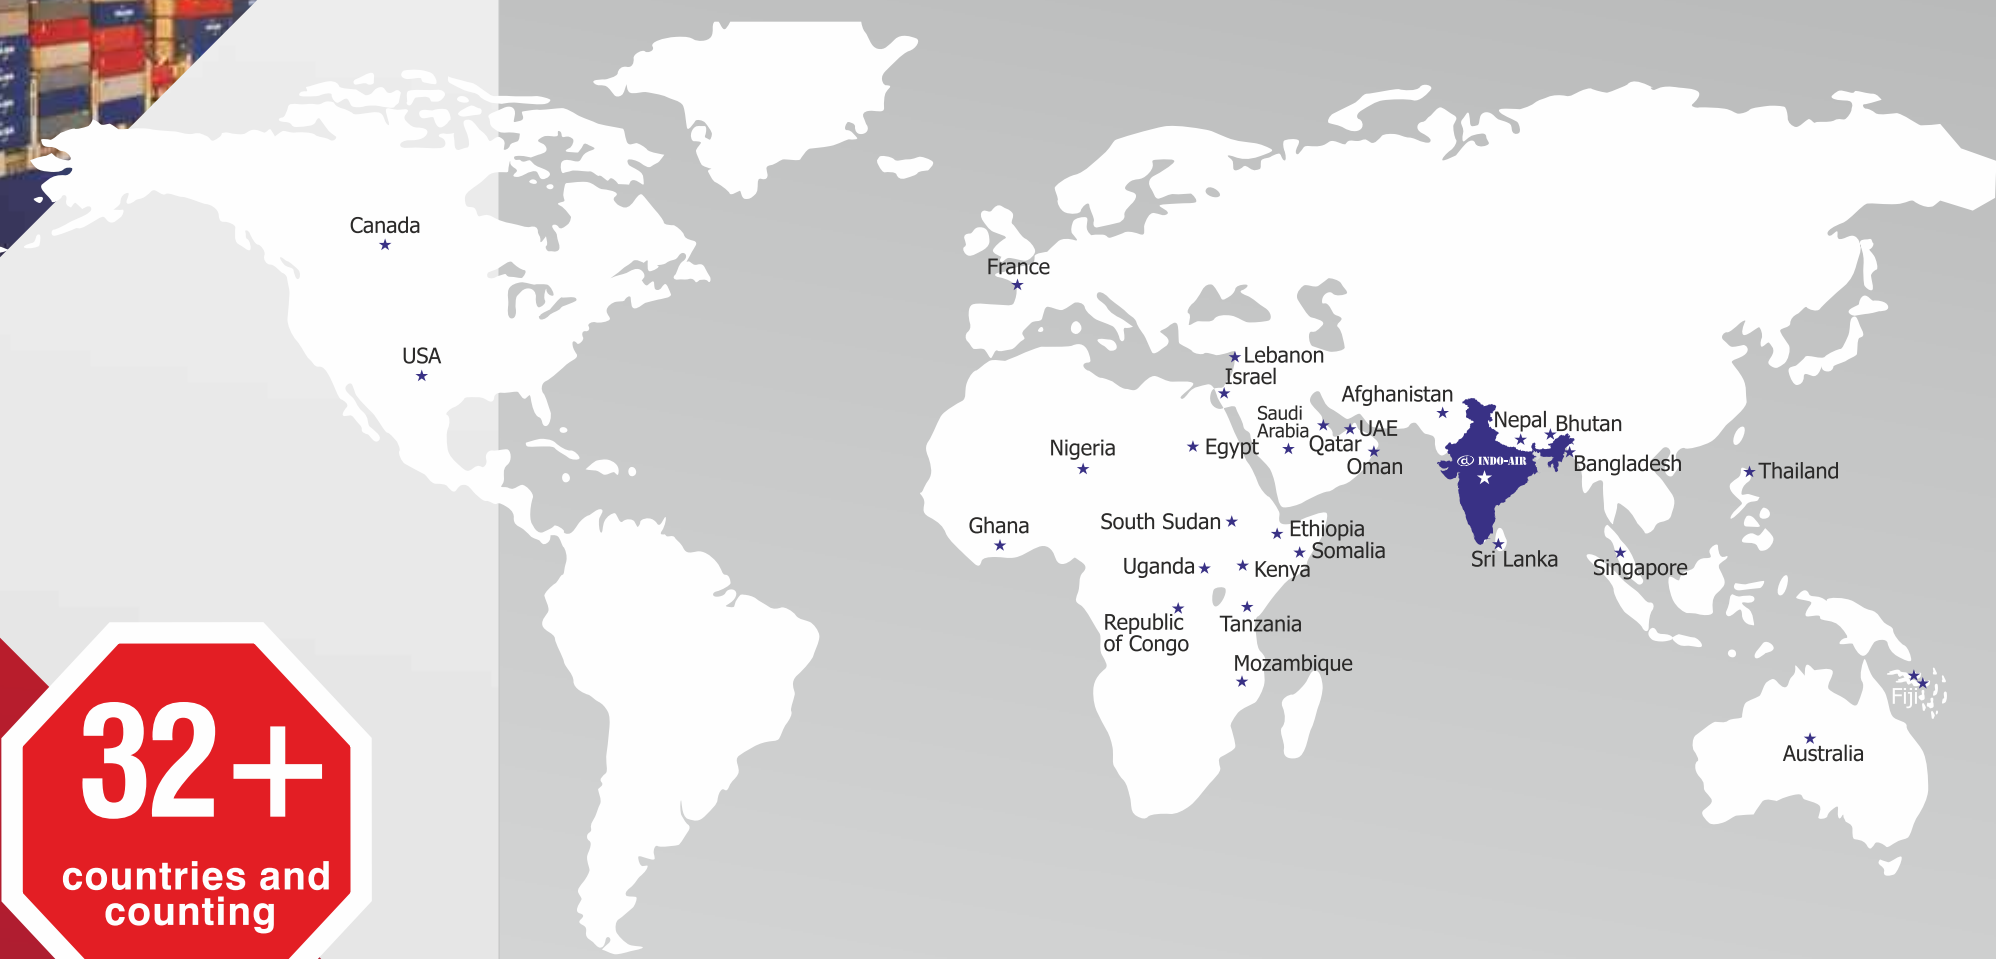 Canada
France
USA
Lebanon
Israel
Afghanistan
Saudi
Arabia
Qatar
UAE
Oman
Nepal
Bhutan
Bangladesh
@ INDO-AIR
Thailand
Nigeria
Egypt
Ghana
South Sudan
Ethiopia
Somalia
Uganda
Kenya
Sri Lanka
Singapore
Republic
of Congo
Tanzania
Mozambique
Fiji
Australia
32+
countries and
counting